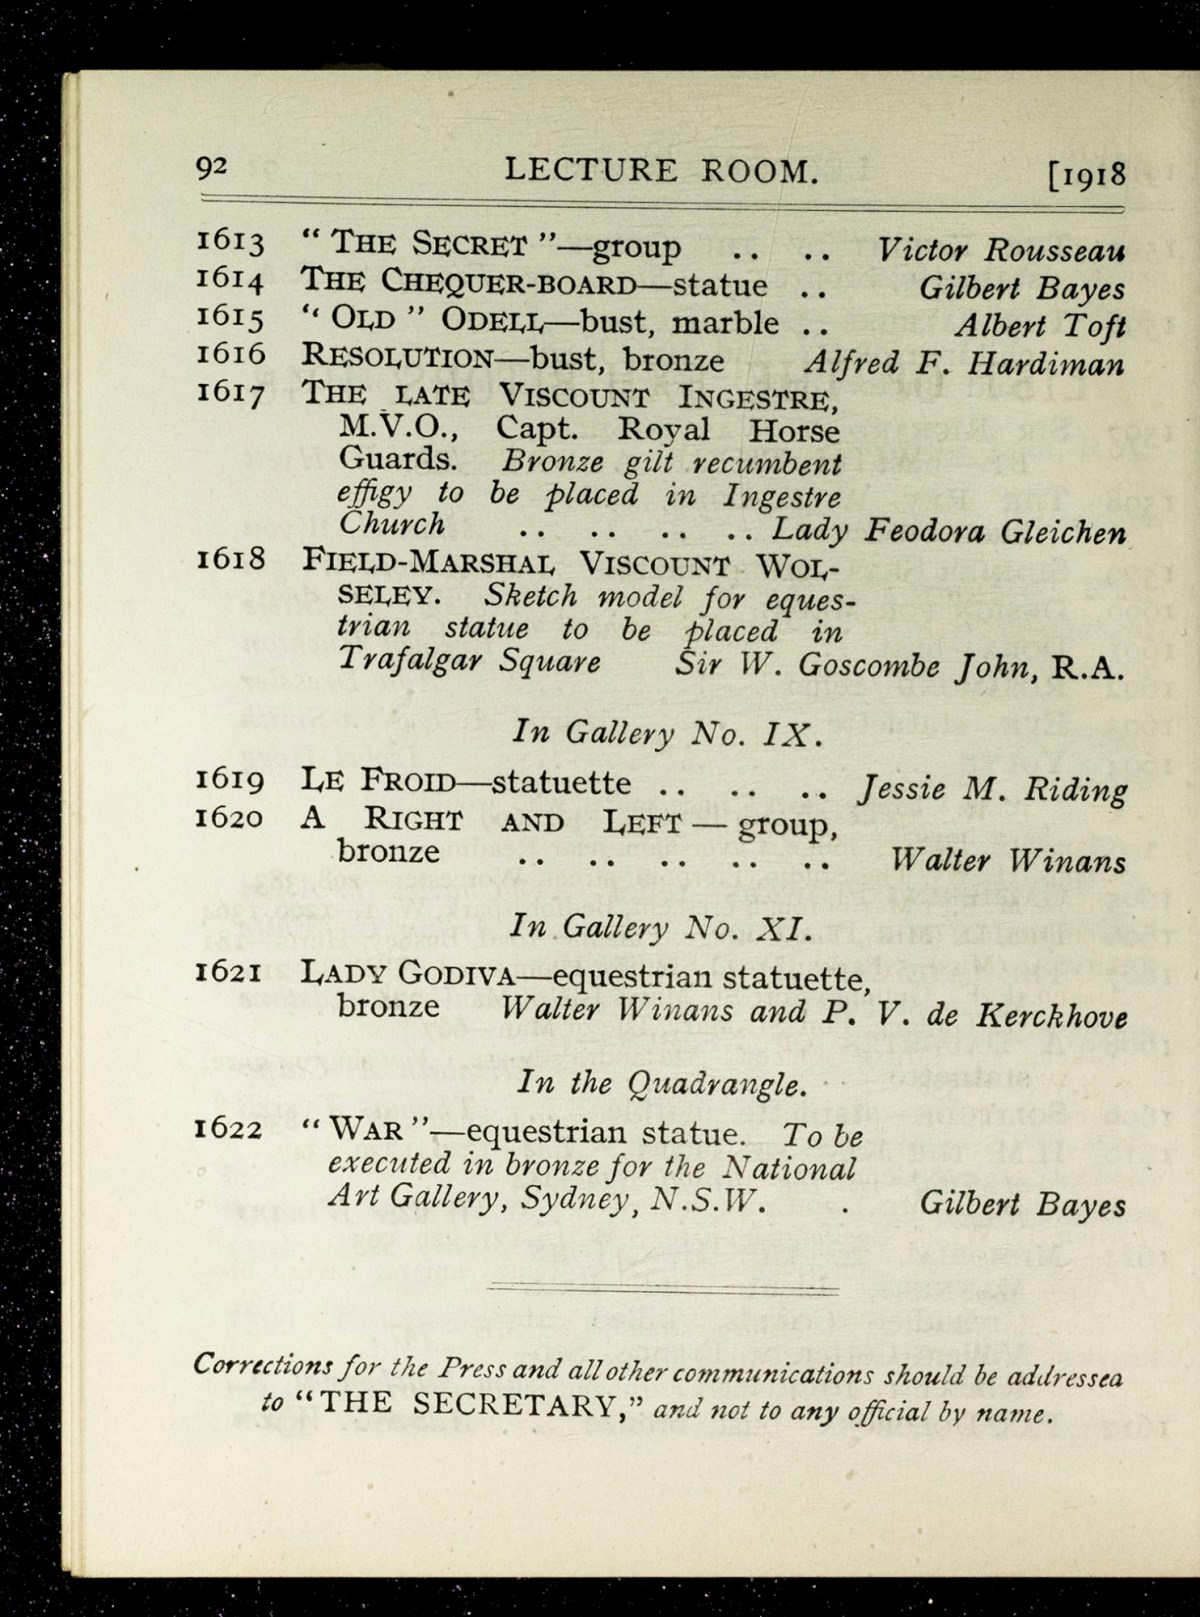 92 LECTURE ROOM. [1918
1613 “ THE SECRET ”—group .. .. Victor Rousseau
1614 THE CHEQUER-BOARD—statue .. Gilbert Bayes
1615 “ OLD ” ODELL—bust, marble .. Albert Toft
1616 RESOLUTION—bust, bronze Alfred F. Hardiman
1617 THE LATE VISCOUNT INGESTRE,
M.V.O., Capt. Royal Horse
Guards. Bronze gilt recumbent
effigy to be placed in Ingestre
Church .. .. .. .. Lady Feodora Gleichen
1618 FIELD-MARSHAL VISCOUNT WOL-
SELEY. Sketch model for eques-
trian statue to be placed in
Trafalgar Square Sir W. Goscombe John, R.A.
In Gallery No. IX.
1619 LE FROID—statuette .. .. .. Jessie M. Riding
1620 A RIGHT AND LEFT — group,
bronze .. .. .. .. .. Walter Winans
In Gallery No. XI.
1621 LADY GODIVA—equestrian statuette,
bronze Walter Winans and P. V. de Kerckhove
In the Quadrangle.
1622 “ WAR ”—equestrian statue. To be
executed in bronze for the National
Art Gallery, Sydney, N.S.W. . Gilbert Bayes
Corrections for the Press and all other communications should be addressed
to “THE SECRETARY,” and not to any official by name.